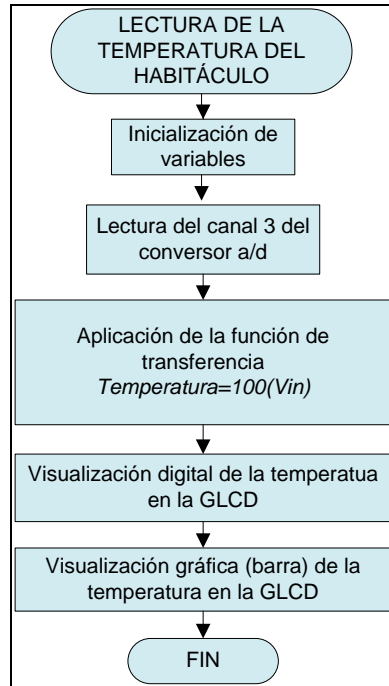 LECTURA DE LA
TEMPERATURA DEL
HABITÁCULO
Inicialización de
variables
Lectura del canal 3 del
conversor a/d
Aplicación de la función de
transferencia
Temperatura=100(Vin)
Visualización digital de la temperatua
en la GLCD
Visualización gráfica (barra) de la
temperatura en la GLCD
FIN